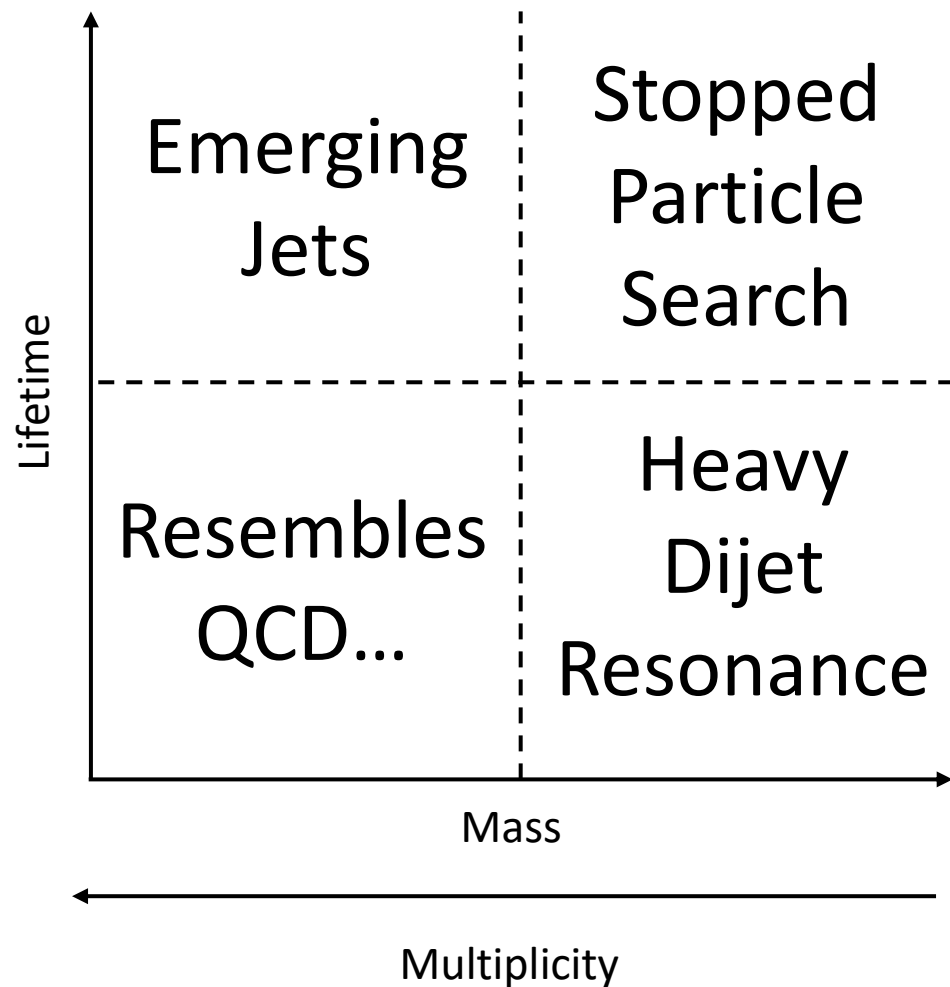 Emerging
Jets
Stopped
Particle
Search
Lifetime
Resembles
QCD...
Heavy
Dijet
Resonance
Mass
Multiplicity